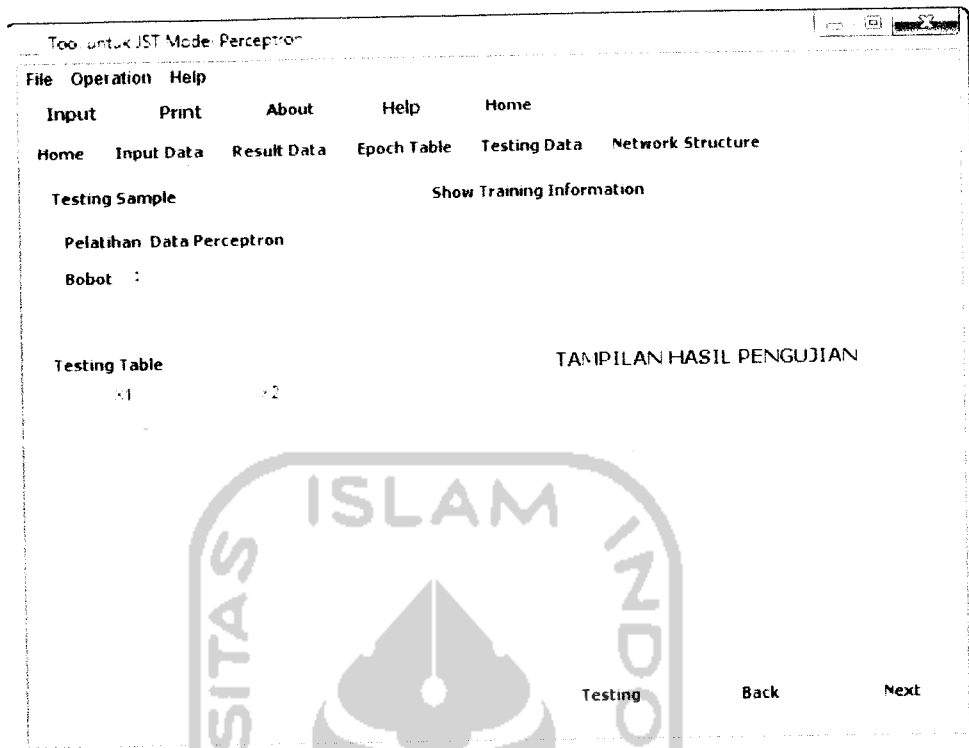 Tool untuk JST Model Perceptron
File Operation Help
Input Print About Help Home
Home Input Data Result Data Epoch Table Testing Data Network Structure
Testing Sample Show Training Information
Pelatihan Data Perceptron
Bobot :
Testing Table TAMPILAN HASIL PENGUJIAN
x1 x2
ISLAM
INDO
SITAS
Testing Back Next